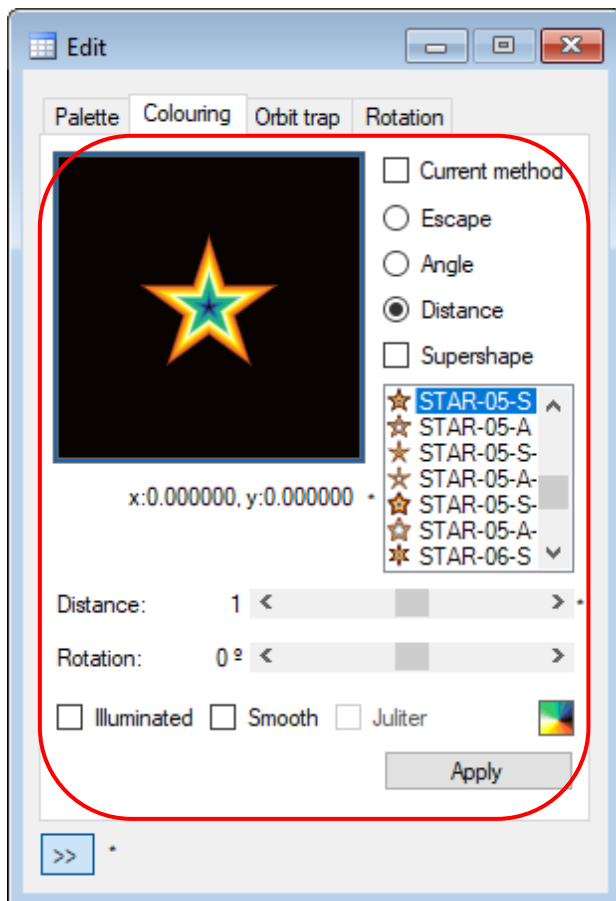 Edit
Palette Colouring Orbit trap Rotation
Current method
Escape
Angle
Distance
Supershape
STAR-05-S
STAR-05-A
STAR-05-S-
STAR-05-A-
STAR-05-S-
STAR-05-A-
STAR-06-S
x:0.000000, y:0.000000 *
Distance: 1 *
Rotation: 0 º
Illuminated Smooth Juliter
Apply
>> *